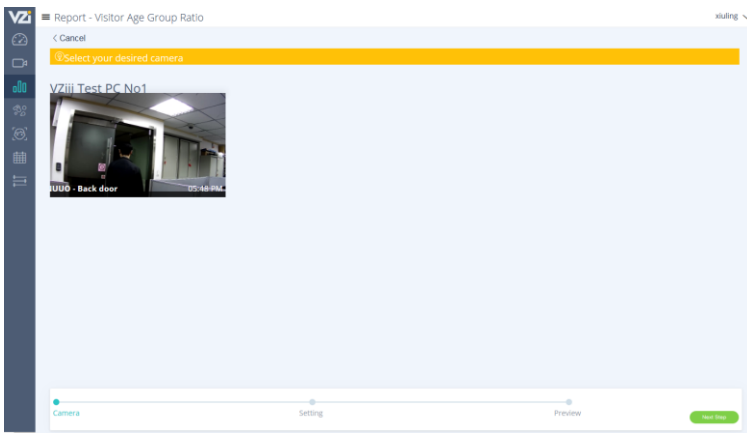 VZi
Report - Visitor Age Group Ratio
xiuling
Cancel
Select your desired camera
VZiii Test PC No1
NUUO - Back door
05:48 PM
Camera
Setting
Preview
Next Step